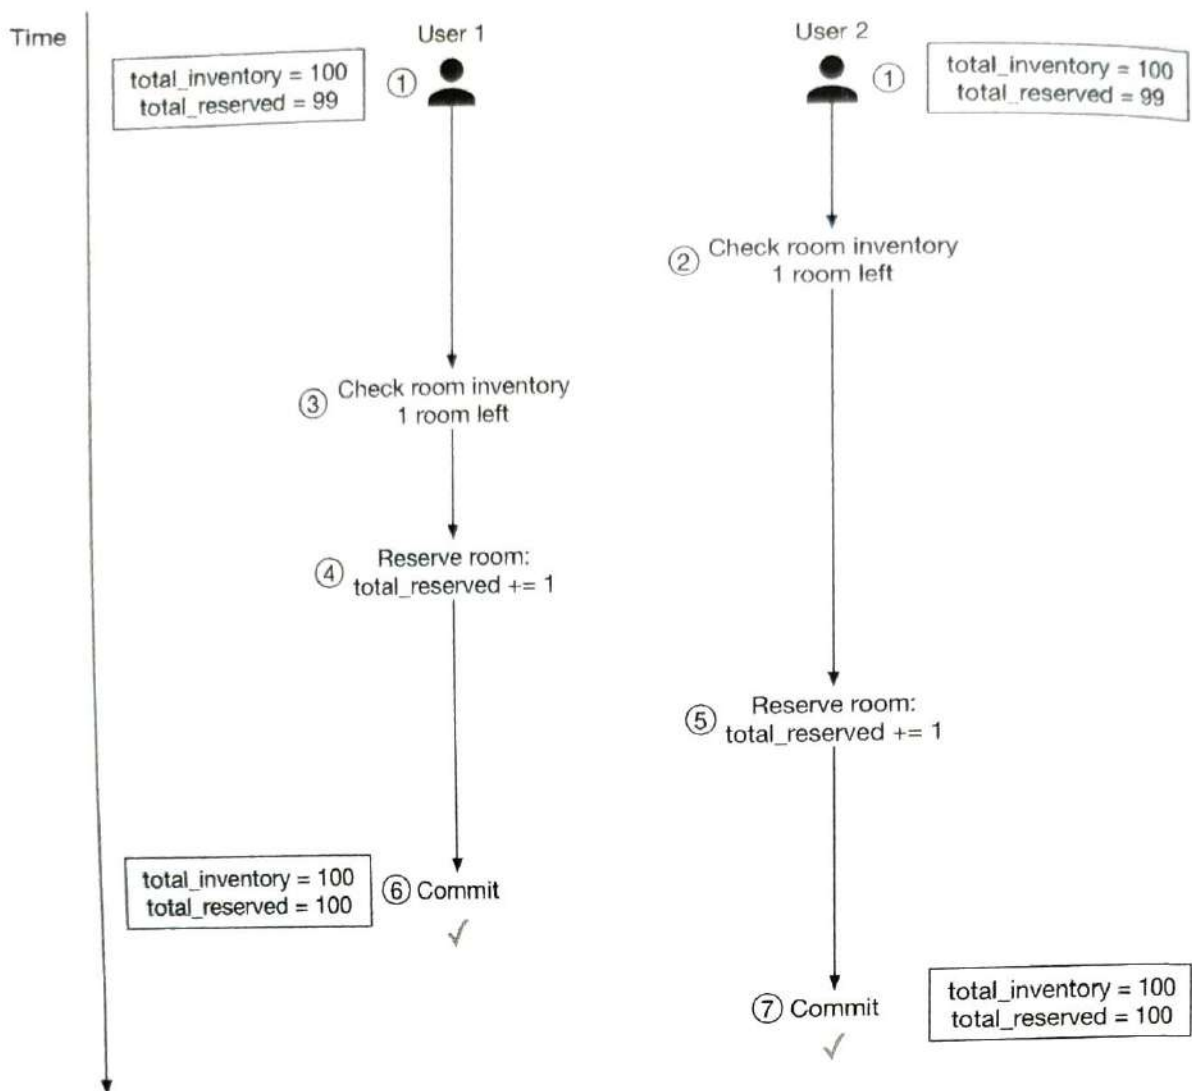 Time
User 1
User 2
total_inventory = 100
total_reserved = 99
①
①
total_inventory = 100
total_reserved = 99
② Check room inventory
1 room left
③ Check room inventory
1 room left
④ Reserve room:
total_reserved += 1
⑤ Reserve room:
total_reserved += 1
total_inventory = 100
total_reserved = 100
⑥ Commit
✓
⑦ Commit
✓
total_inventory = 100
total_reserved = 100